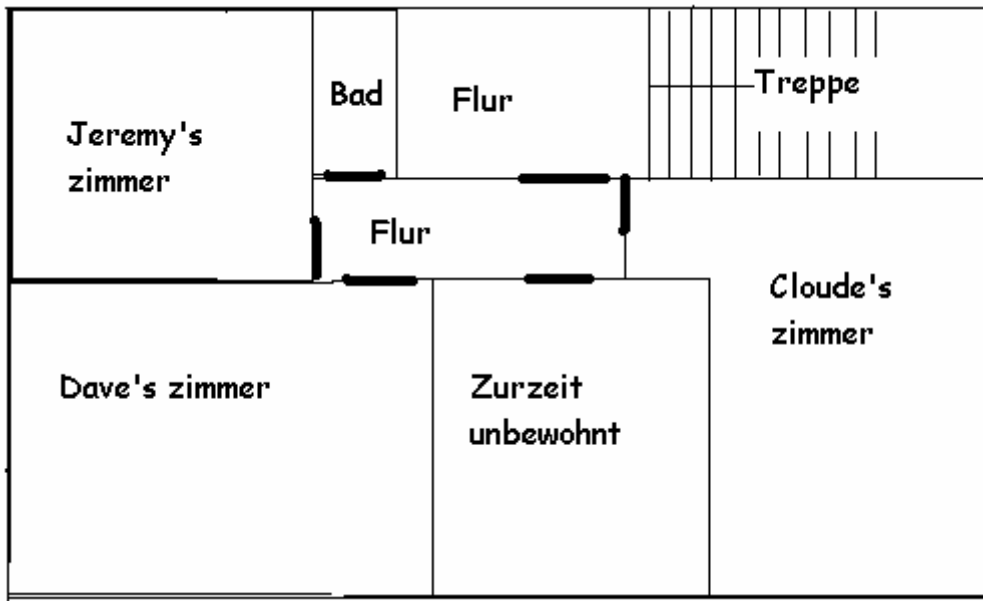 Jeremy's
zimmer
Bad
Flur
Treppe
Flur
Cloude's
zimmer
Dave's zimmer
Zurzeit
unbewohnt